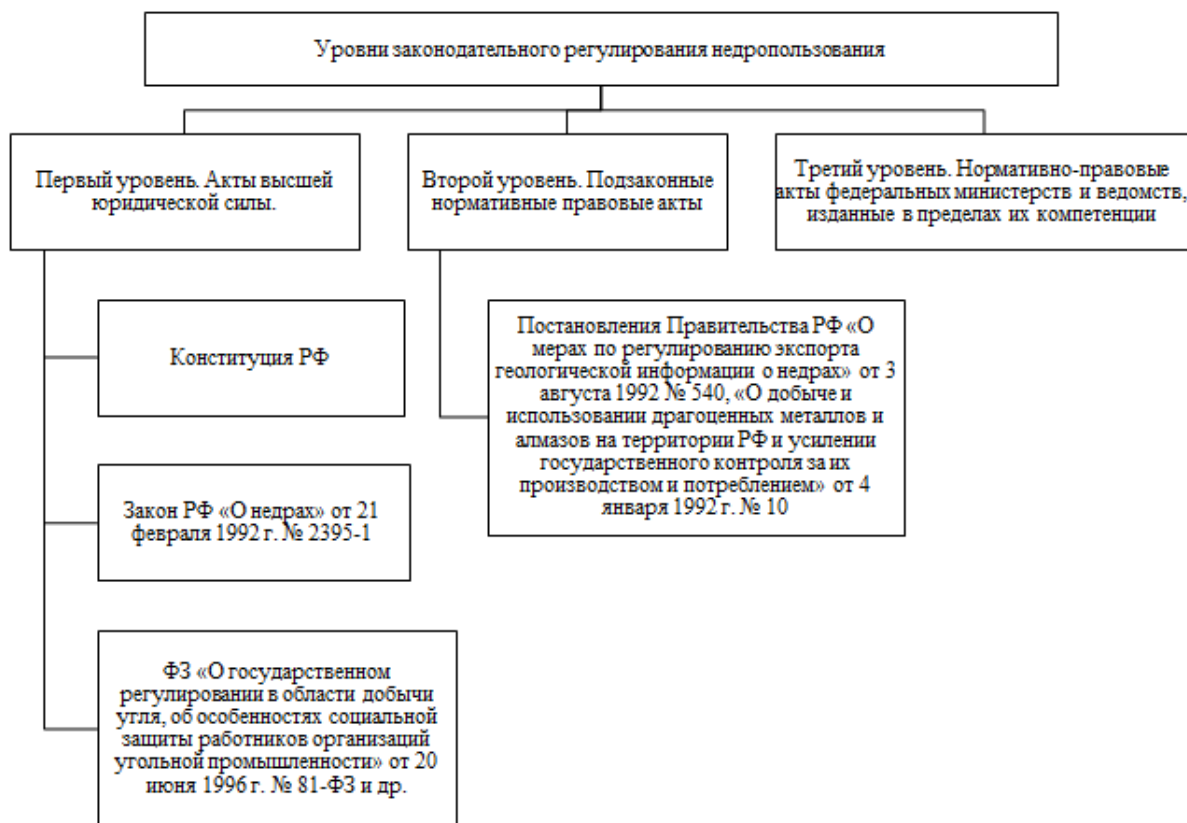 Уровни законодательного регулирования недропользования
Первый уровень. Акты высшей
юридической силы.
Второй уровень. Подзаконные
нормативные правовые акты
Третий уровень. Нормативно-правовые
акты федеральных министерств и ведомств,
изданные в пределах их компетенции
Конституция РФ
Закон РФ «О недрах» от 21
февраля 1992 г. № 2395-1
ФЗ «О государственном
регулировании в области добычи
угля, об особенностях социальной
защиты работников организаций
угольной промышленности» от 20
июня 1996 г. № 81-ФЗ и др.
Постановления Правительства РФ «О
мерах по регулированию экспорта
геологической информации о недрах» от 3
августа 1992 № 540, «О добыче и
использовании драгоценных металлов и
алмазов на территории РФ и усилении
государственного контроля за их
производством и потреблением» от 4
января 1992 г. № 10